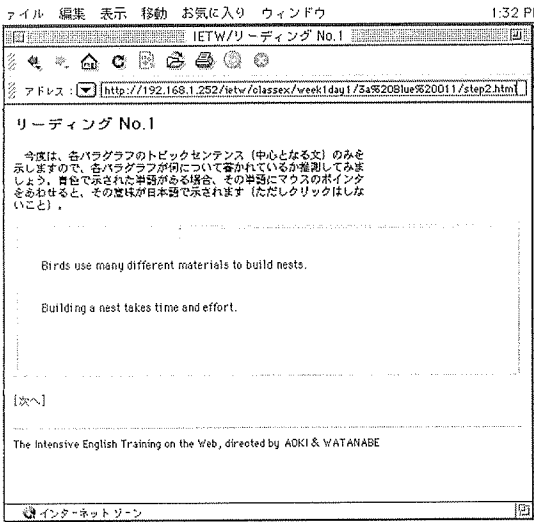 ァイル 編集 表示 移動 お気に入り ウィンドウ 1:32 P
IETW/リーディング No.1
アドレス: http://192.168.1.252/ietw/classex/week1day1/3a%20Blue%20011/step2.html
リーディング No.1
今度は、各パラグラフのトピックセンテンス(中心となる文)のみを
示しますので、各パラグラフが何について書かれているか推測してみま
しょう。青色で示された単語がある場合、その単語にマウスのポインタ
をあわせると、その意味が日本語で示されます(ただしクリックはしな
いこと)。
Birds use many different materials to build nests.
Building a nest takes time and effort.
[次へ]
The Intensive English Training on the Web, directed by AOKI & WATANABE
インターネットゾーン